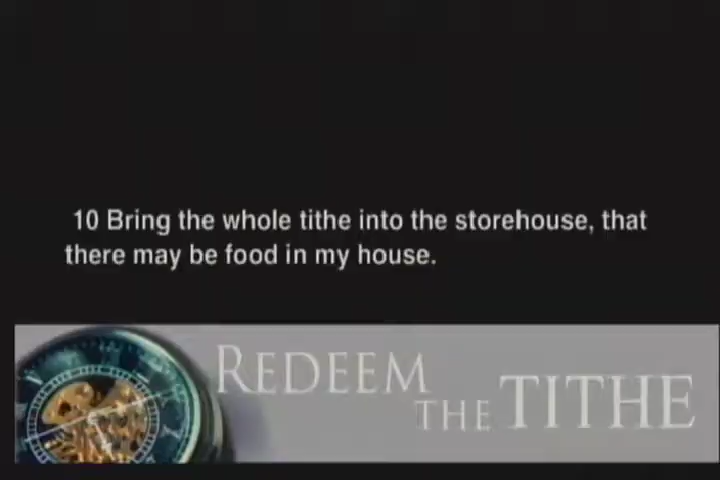 10 Bring the whole tithe into the storehouse, that
there may be food in my house.
REDEEM
THE TITHE